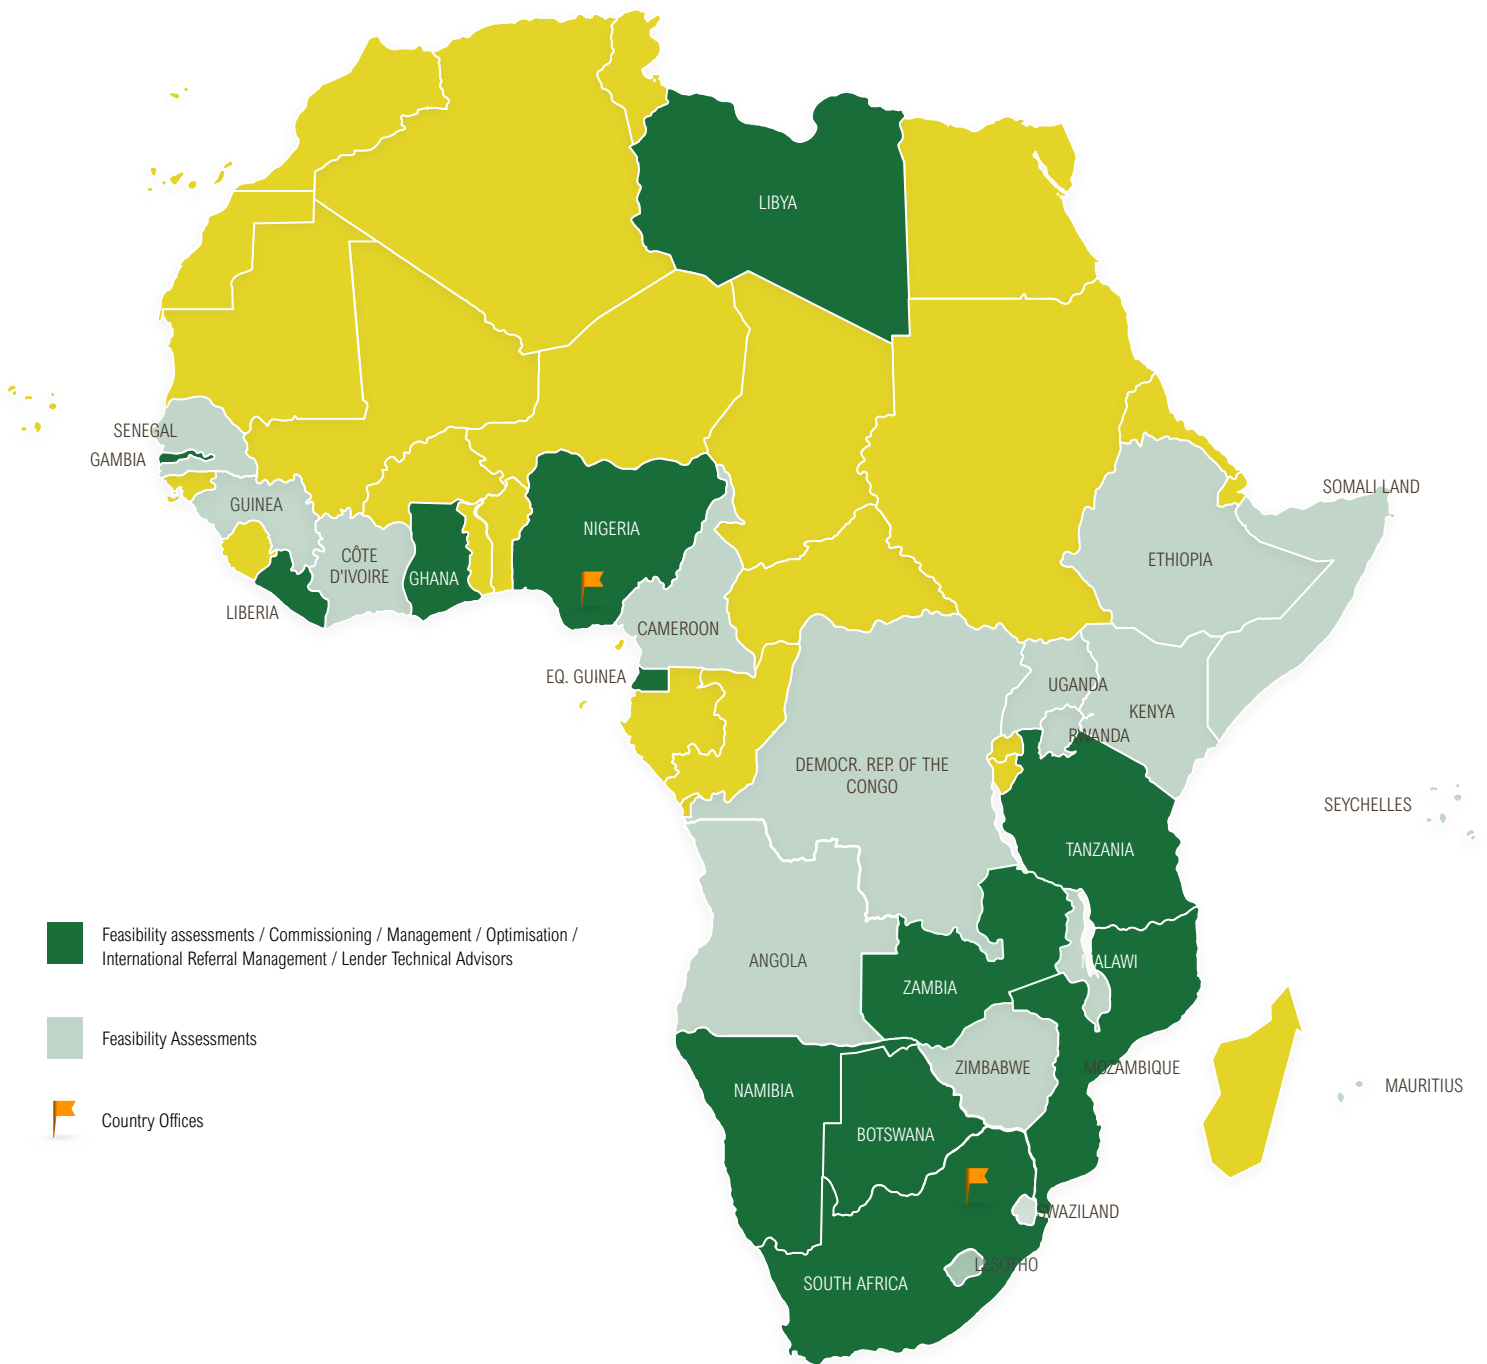 LIBYA
SENEGAL
GAMBIA
GUINEA
SOMALI LAND
NIGERIA
CÔTE
D'IVOIRE
GHANA
ETHIOPIA
LIBERIA
CAMEROON
EQ. GUINEA
UGANDA
KENYA
RWANDA
DEMOCR. REP. OF THE
CONGO
SEYCHELLES
TANZANIA
Feasibility assessments / Commissioning / Management / Optimisation /
International Referral Management / Lender Technical Advisors
ANGOLA
MALAWI
ZAMBIA
Feasibility Assessments
ZIMBABWE
MOZAMBIQUE
MAURITIUS
NAMIBIA
Country Offices
BOTSWANA
SWAZILAND
LESOTHO
SOUTH AFRICA